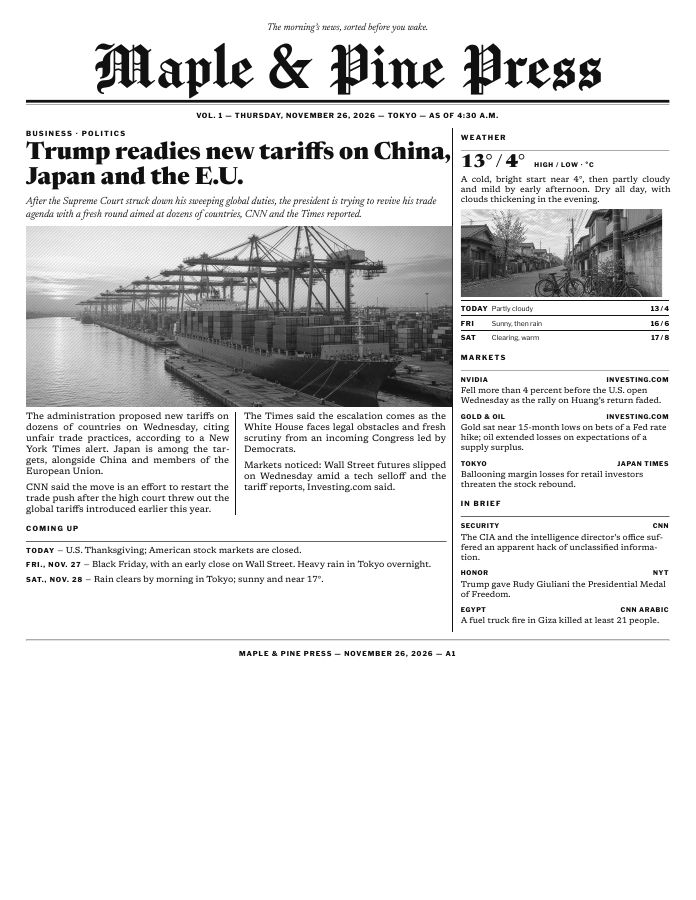 The morning's news, sorted before you wake.
Maple & Pine Press
VOL. 1 — THURSDAY, NOVEMBER 26, 2026 — TOKYO — AS OF 4:30 A.M.
BUSINESS · POLITICS
Trump readies new tariffs on China,
Japan and the E.U.
After the Supreme Court struck down his sweeping global duties, the president is trying to revive his trade
agenda with a fresh round aimed at dozens of countries, CNN and the Times reported.
The administration proposed new tariffs on
dozens of countries on Wednesday, citing
unfair trade practices, according to a New
York Times alert. Japan is among the tar-
gets, alongside China and members of the
European Union.
CNN said the move is an effort to restart the
trade push after the high court threw out the
global tariffs introduced earlier this year.
The Times said the escalation comes as the
White House faces legal obstacles and fresh
scrutiny from an incoming Congress led by
Democrats.
Markets noticed: Wall Street futures slipped
on Wednesday amid a tech selloff and the
tariff reports, Investing.com said.
COMING UP
TODAY — U.S. Thanksgiving; American stock markets are closed.
FRI., NOV. 27 — Black Friday, with an early close on Wall Street. Heavy rain in Tokyo overnight.
SAT., NOV. 28 — Rain clears by morning in Tokyo; sunny and near 17°.
WEATHER
13° / 4° HIGH / LOW · °C
A cold, bright start near 4°, then partly cloudy
and mild by early afternoon. Dry all day, with
clouds thickening in the evening.
TODAY Partly cloudy 13 / 4
FRI Sunny, then rain 16 / 6
SAT Clearing, warm 17 / 8
MARKETS
NVIDIA INVESTING.COM
Fell more than 4 percent before the U.S. open
Wednesday as the rally on Huang's return faded.
GOLD & OIL INVESTING.COM
Gold sat near 15-month lows on bets of a Fed rate
hike; oil extended losses on expectations of a
supply surplus.
TOKYO JAPAN TIMES
Ballooning margin losses for retail investors
threaten the stock rebound.
IN BRIEF
SECURITY CNN
The CIA and the intelligence director's office suf-
fered an apparent hack of unclassified informa-
tion.
HONOR NYT
Trump gave Rudy Giuliani the Presidential Medal
of Freedom.
EGYPT CNN ARABIC
A fuel truck fire in Giza killed at least 21 people.
MAPLE & PINE PRESS — NOVEMBER 26, 2026 — A1